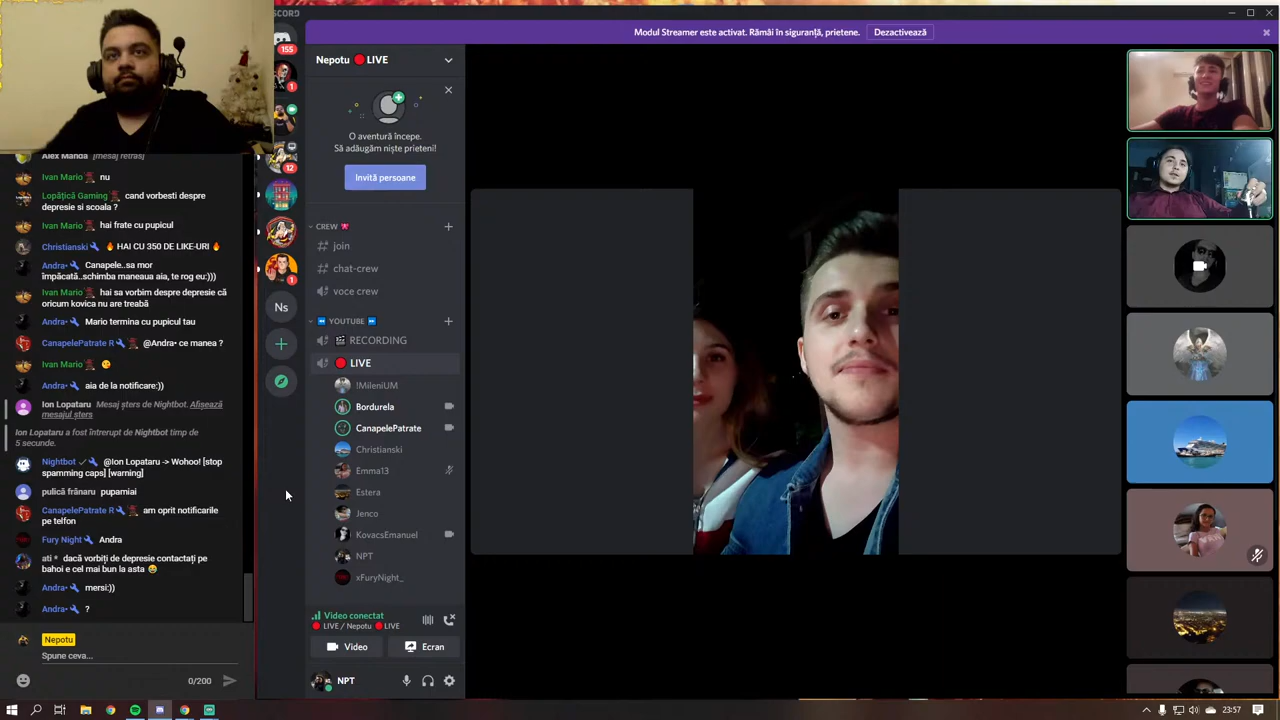 SCORD
Modul Streamer este activat. Rămâi în siguranță, prietene.
Dezactivează
155
1
12
1
Ns
Alex Manda [mesaj retras]
Ivan Mario nu
Lopățică Gaming cand vorbesti despre
depresie si scoala ?
Ivan Mario hai frate cu pupicul
Christianski 🔥 HAI CU 350 DE LIKE-URI 🔥
Andra• Canapele..sa mor
împăcată..schimba maneaua aia, te rog eu:)))
Ivan Mario hai sa vorbim despre depresie că
oricum kovica nu are treabă
Andra• Mario termina cu pupicul tau
CanapelePatrate R @Andra• ce manea ?
Ivan Mario 😘
Andra• aia de la notificare:))
Ion Lopataru Mesaj șters de Nightbot. Afișează
mesajul șters
Ion Lopataru a fost întrerupt de Nightbot timp de
5 secunde.
Nightbot @Ion Lopataru -> Wohoo! [stop
spamming caps] [warning]
pulică frânaru pupamiai
CanapelePatrate R am oprit notificarile
pe telfon
Fury Night Andra
ati * dacă vorbiți de depresie contactați pe
bahoi e cel mai bun la asta 😄
Andra• mersi:))
Andra• ?
Nepotu
Spune ceva...
0/200
Nepotu 🔴LIVE
O aventură începe.
Să adăugăm niște prieteni!
Invită persoane
CREW
join
chat-crew
voce crew
YOUTUBE
RECORDING
LIVE
!MileniUM
Bordurela
CanapelePatrate
Christianski
Emma13
Estera
Jenco
KovacsEmanuel
NPT
xFuryNight_
Video conectat
🔴 LIVE / Nepotu 🔴LIVE
Video
Ecran
NPT
23:57